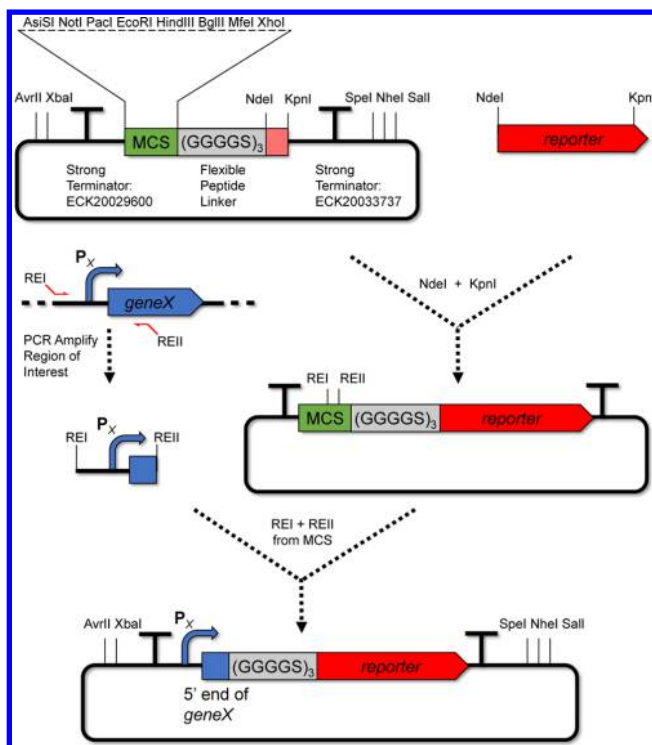 AsiSI NotI PacI EcoRI HindIII BglII MfeI XhoI
AvrII XbaI
NdeI
KpnI
SpeI NheI SalI
NdeI
Kpn
MCS
(GGGGS)3
reporter
Strong
Terminator:
ECK20029600
Flexible
Peptide
Linker
Strong
Terminator:
ECK20033737
PX
REI
geneX
REII
NdeI + KpnI
PCR Amplify
Region of
Interest
REI
REII
MCS
(GGGGS)3
reporter
REI
PX
REII
REI + REII
from MCS
AvrII XbaI
PX
SpeI NheI SalI
(GGGGS)3
reporter
5' end of
geneX